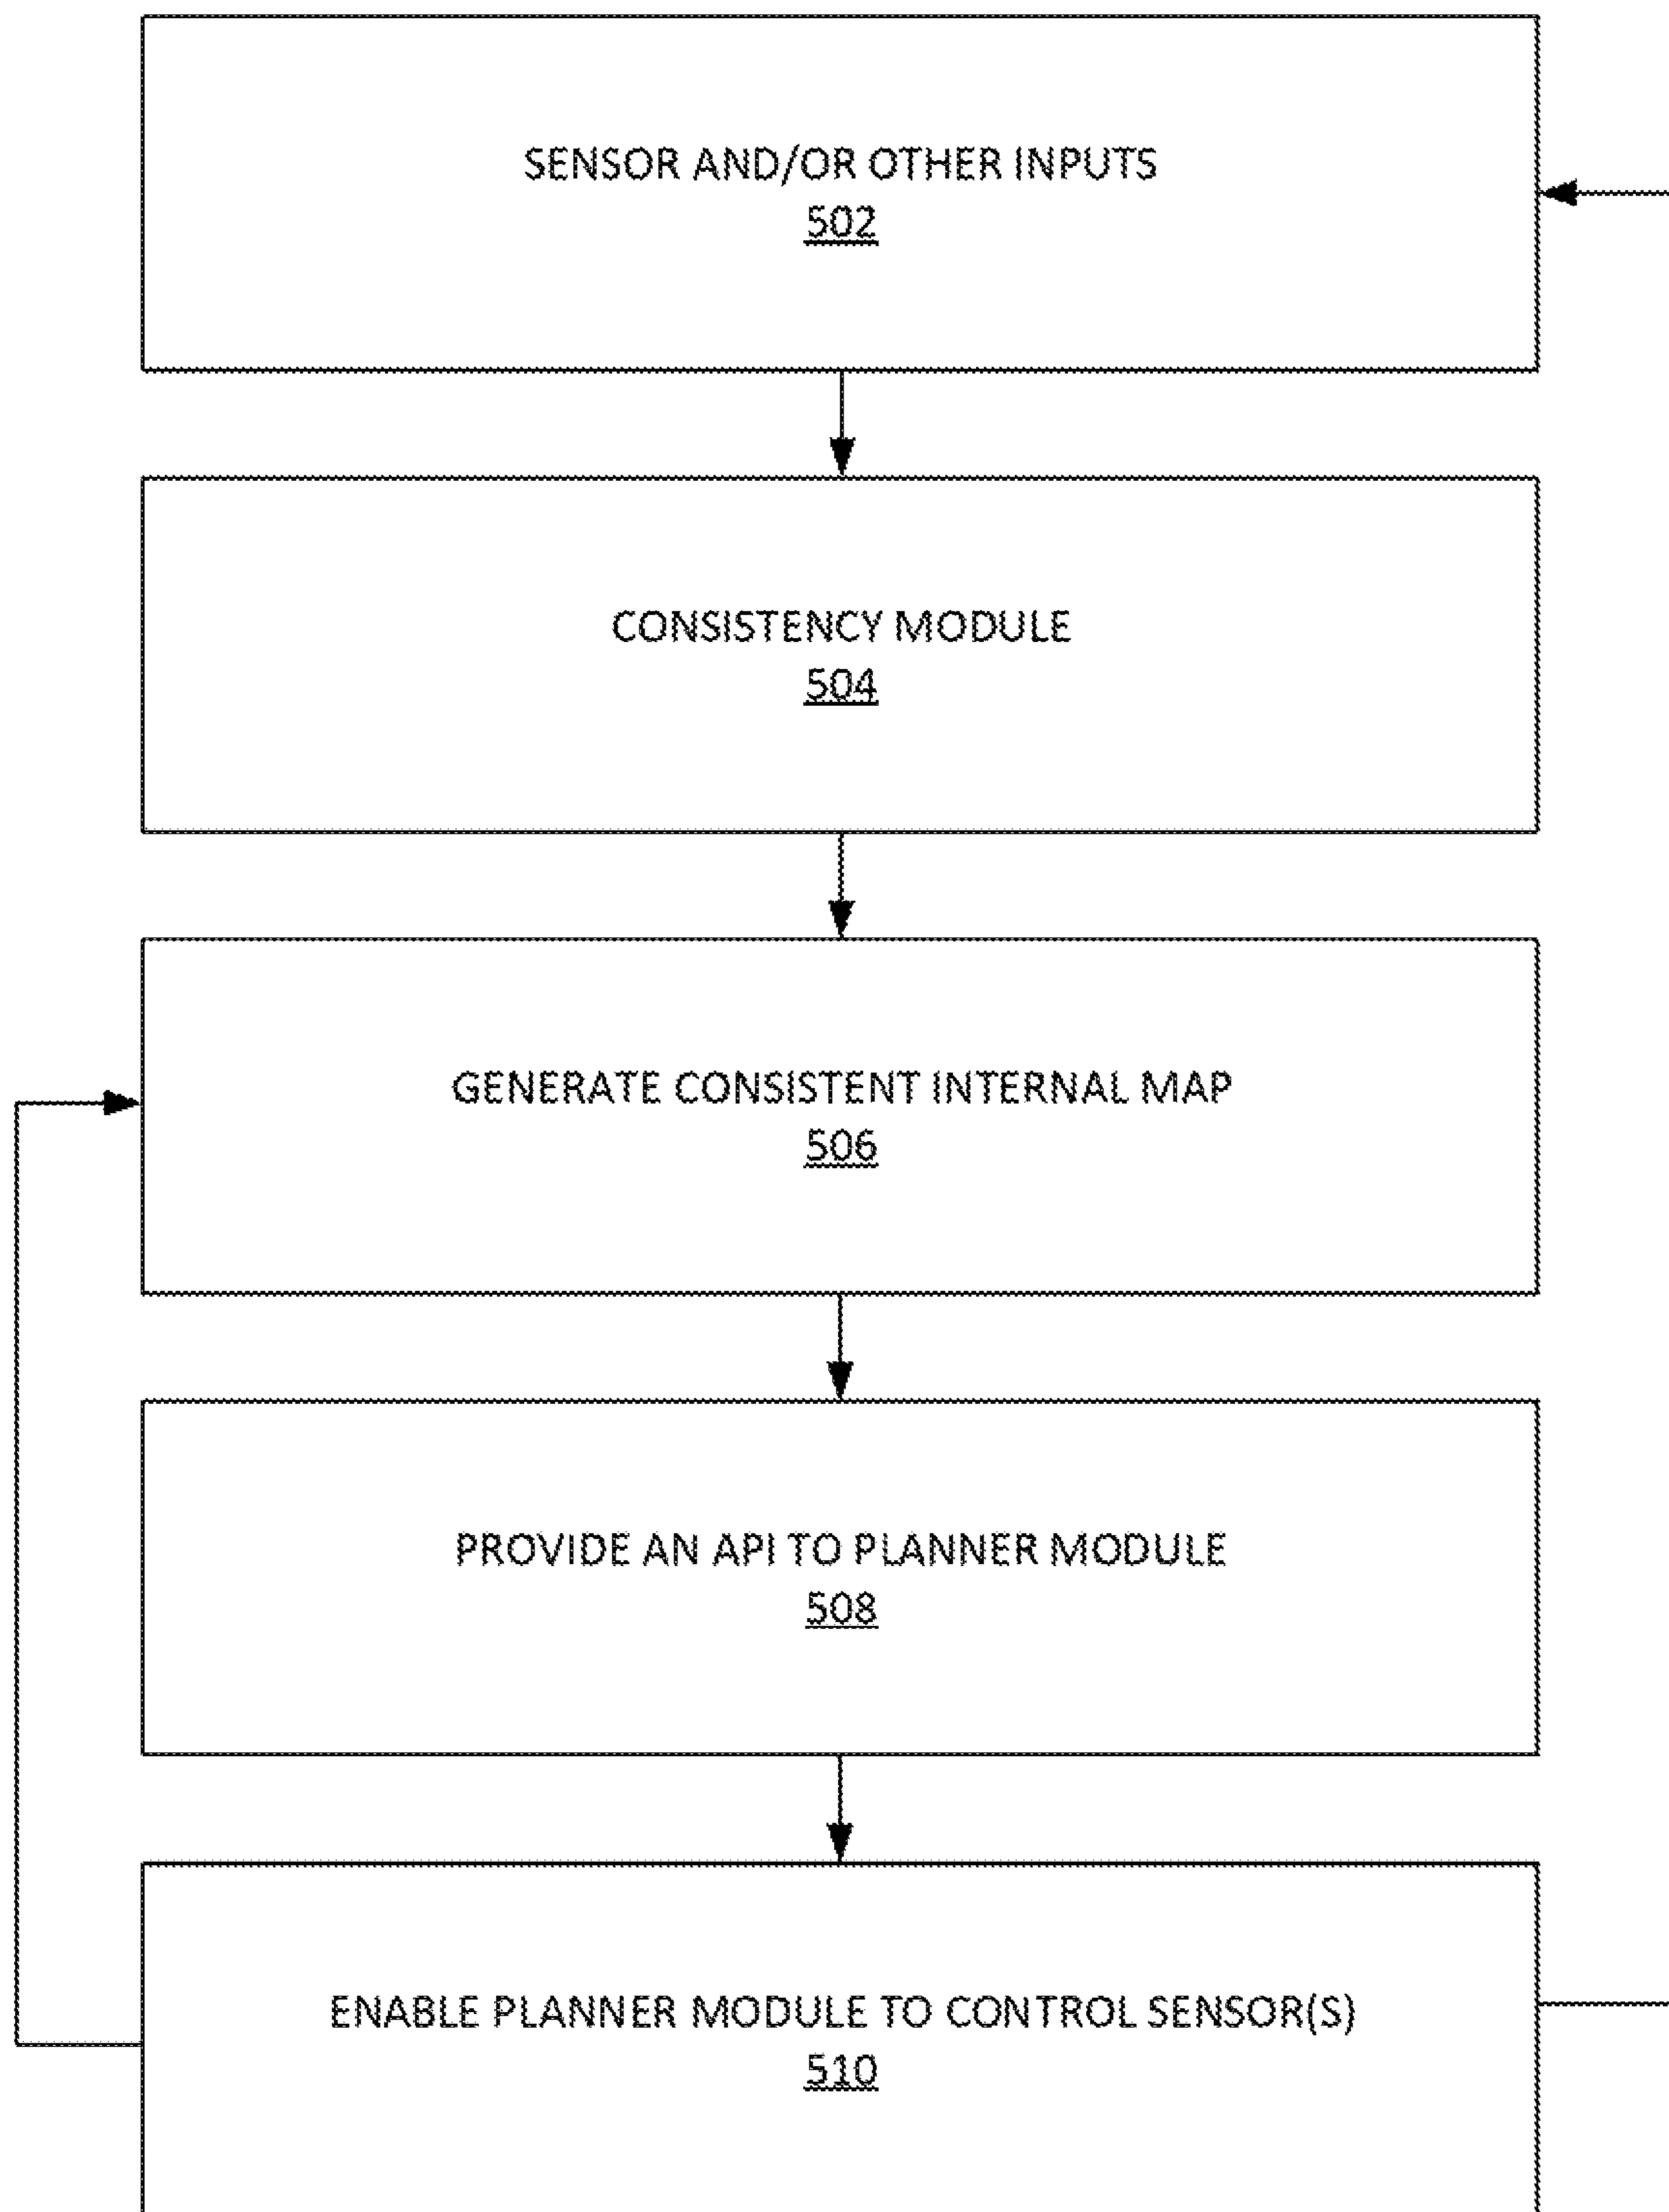 SENSOR AND/OR OTHER INPUTS
502
CONSISTENCY MODULE
504
GENERATE CONSISTENT INTERNAL MAP
506
PROVIDE AN API TO PLANNER MODULE
508
ENABLE PLANNER MODULE TO CONTROL SENSOR(S)
510